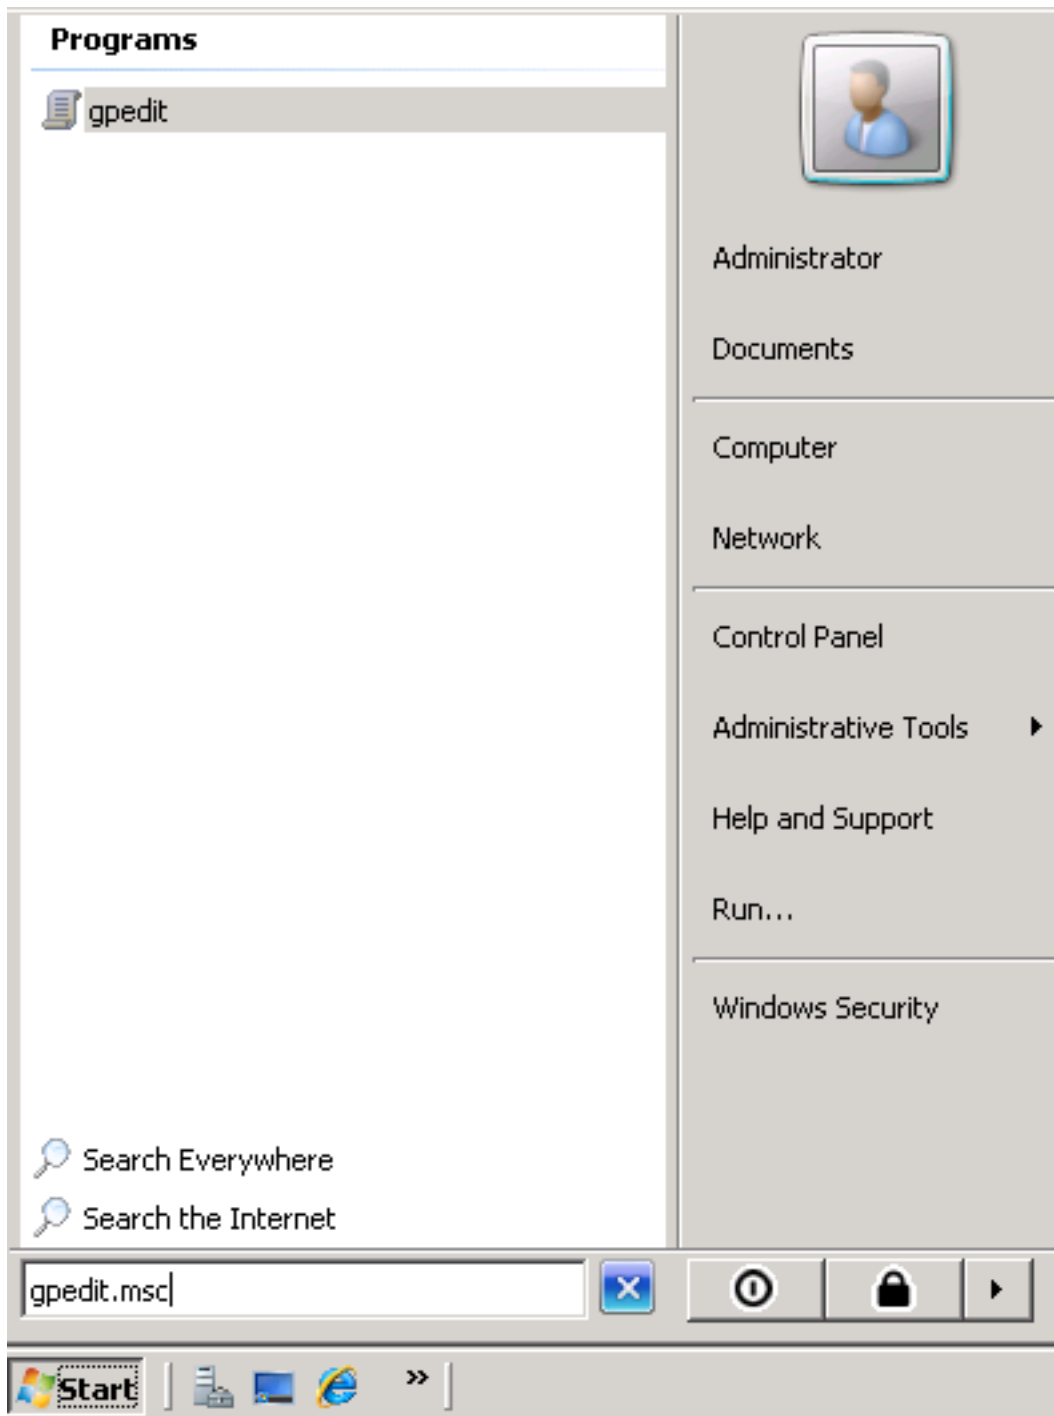 Programs
gpedit
Administrator
Documents
Computer
Network
Control Panel
Administrative Tools
Help and Support
Run...
Windows Security
Search Everywhere
Search the Internet
gpedit.msc
Start